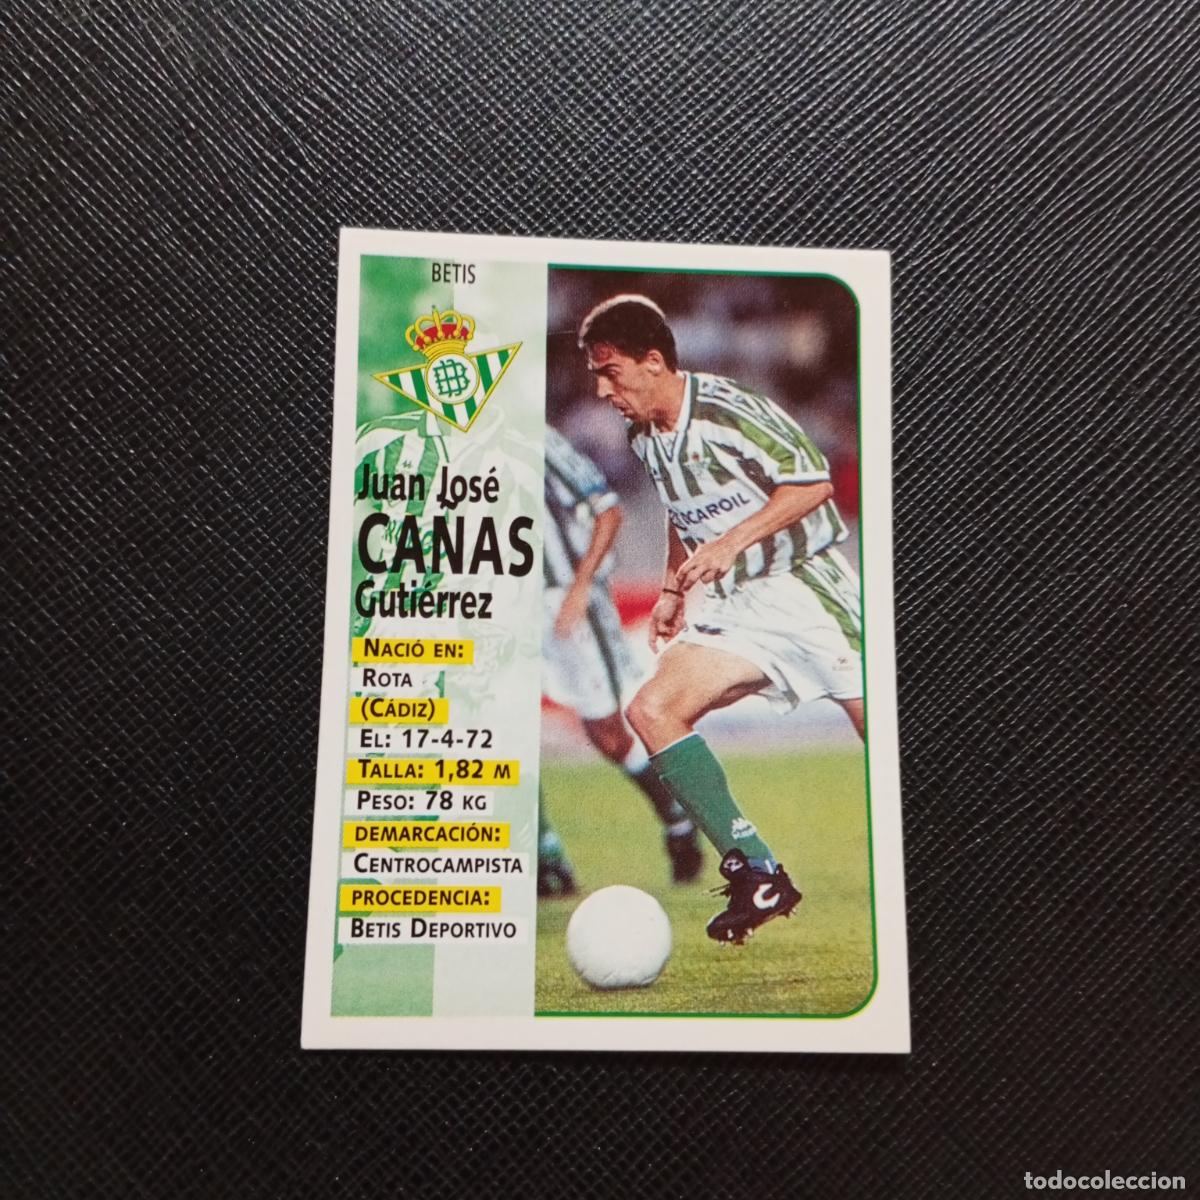 BETIS
Juan José
CAÑAS
Gutiérrez
NACIÓ EN:
ROTA
(CÁDIZ)
EL: 17-4-72
TALLA: 1,82 M
PESO: 78 KG
DEMARCACIÓN:
CENTROCAMPISTA
PROCEDENCIA:
BETIS DEPORTIVO
todocoleccion